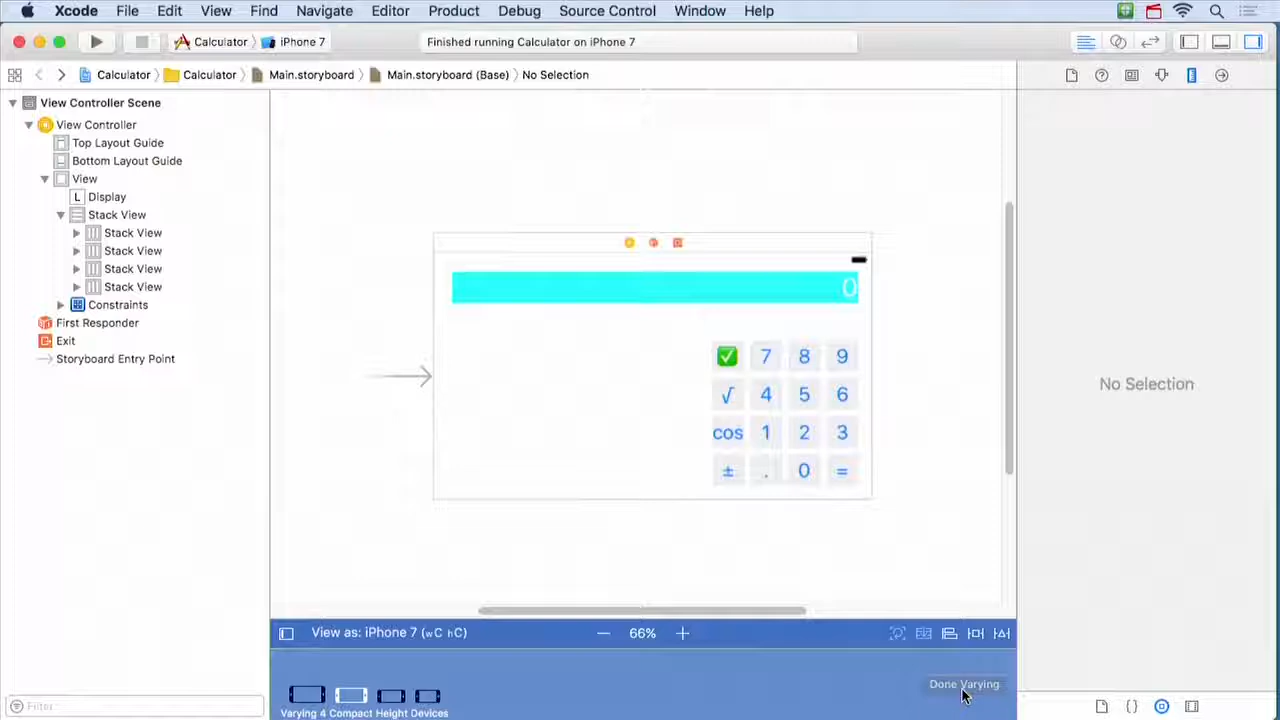 Xcode File Edit View Find Navigate Editor Product Debug Source Control Window Help
Calculator iPhone 7
Finished running Calculator on iPhone 7
Calculator Calculator Main.storyboard Main.storyboard (Base) No Selection
View Controller Scene
View Controller
Top Layout Guide
Bottom Layout Guide
View
L Display
Stack View
Stack View
Stack View
Stack View
Stack View
Constraints
First Responder
Exit
Storyboard Entry Point
Filter
0
✅ 7 8 9
√ 4 5 6
cos 1 2 3
± . 0 =
No Selection
View as: iPhone 7 (wC hC)
— 66% +
Done Varying
Varying 4 Compact Height Devices